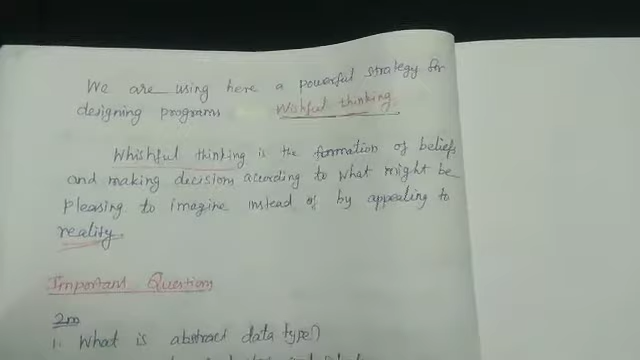 We are using here a powerful strategy for
designing programs Wishful thinking.
Whishful thinking is the formation of beliefs
and making decision according to what might be
pleasing to imagine instead of by appealing to
reality.
Important Question
2m
1. What is abstract data type?